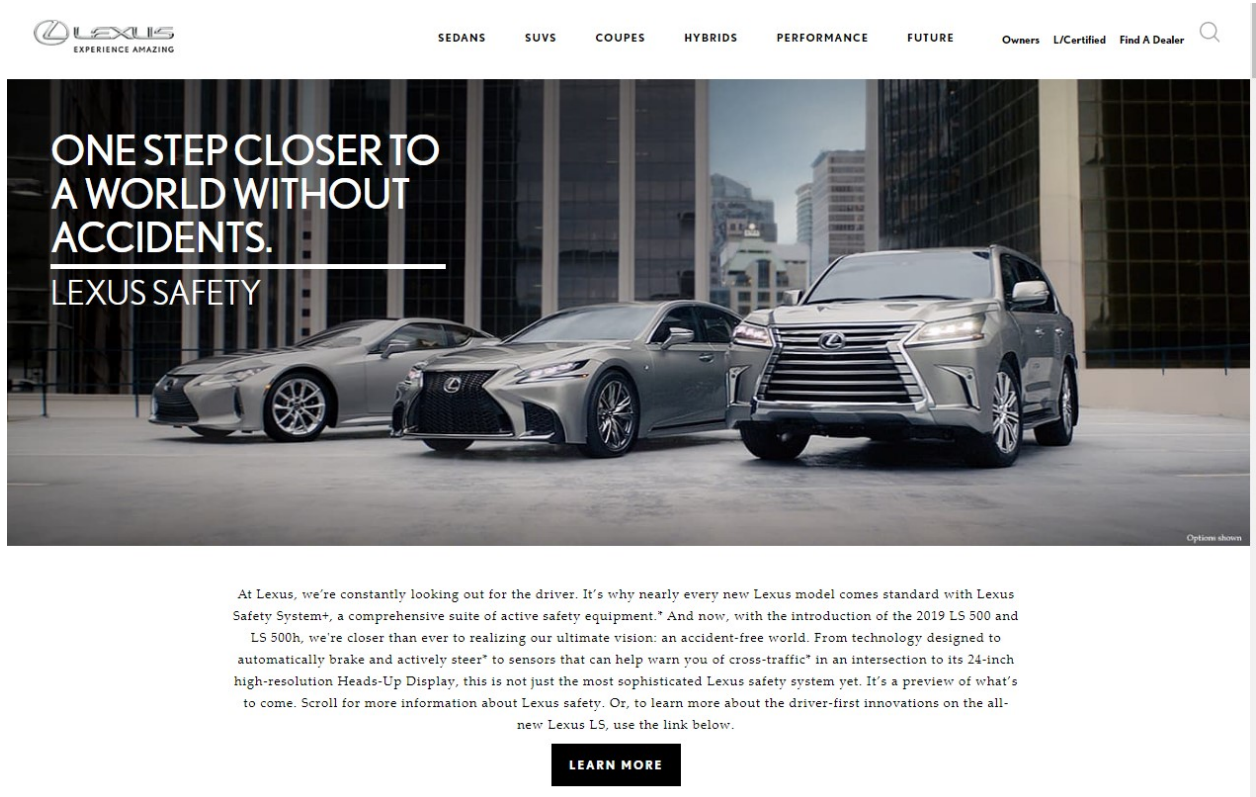 LEXUS
EXPERIENCE AMAZING
SEDANS SUVS COUPES HYBRIDS PERFORMANCE FUTURE Owners L/Certified Find A Dealer
ONE STEP CLOSER TO
A WORLD WITHOUT
ACCIDENTS.
LEXUS SAFETY
Options shown
At Lexus, we're constantly looking out for the driver. It's why nearly every new Lexus model comes standard with Lexus
Safety System+, a comprehensive suite of active safety equipment.* And now, with the introduction of the 2019 LS 500 and
LS 500h, we're closer than ever to realizing our ultimate vision: an accident-free world. From technology designed to
automatically brake and actively steer* to sensors that can help warn you of cross-traffic* in an intersection to its 24-inch
high-resolution Heads-Up Display, this is not just the most sophisticated Lexus safety system yet. It's a preview of what's
to come. Scroll for more information about Lexus safety. Or, to learn more about the driver-first innovations on the all-
new Lexus LS, use the link below.
LEARN MORE